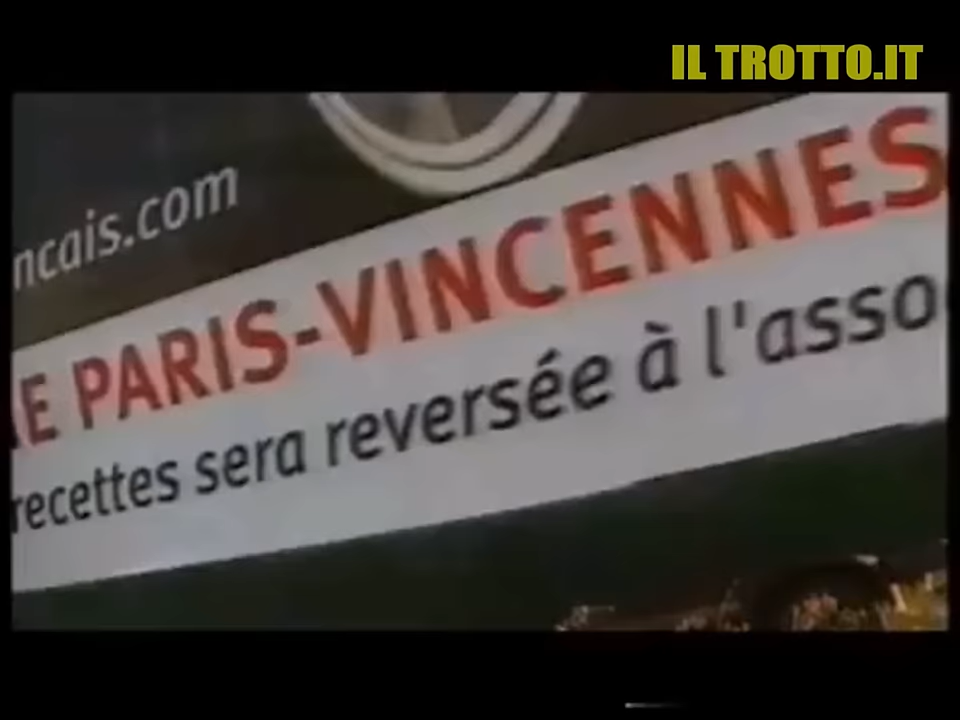 IL TROTTO.IT
ncais.com
E PARIS-VINCENNES
recettes sera reversée à l'asso